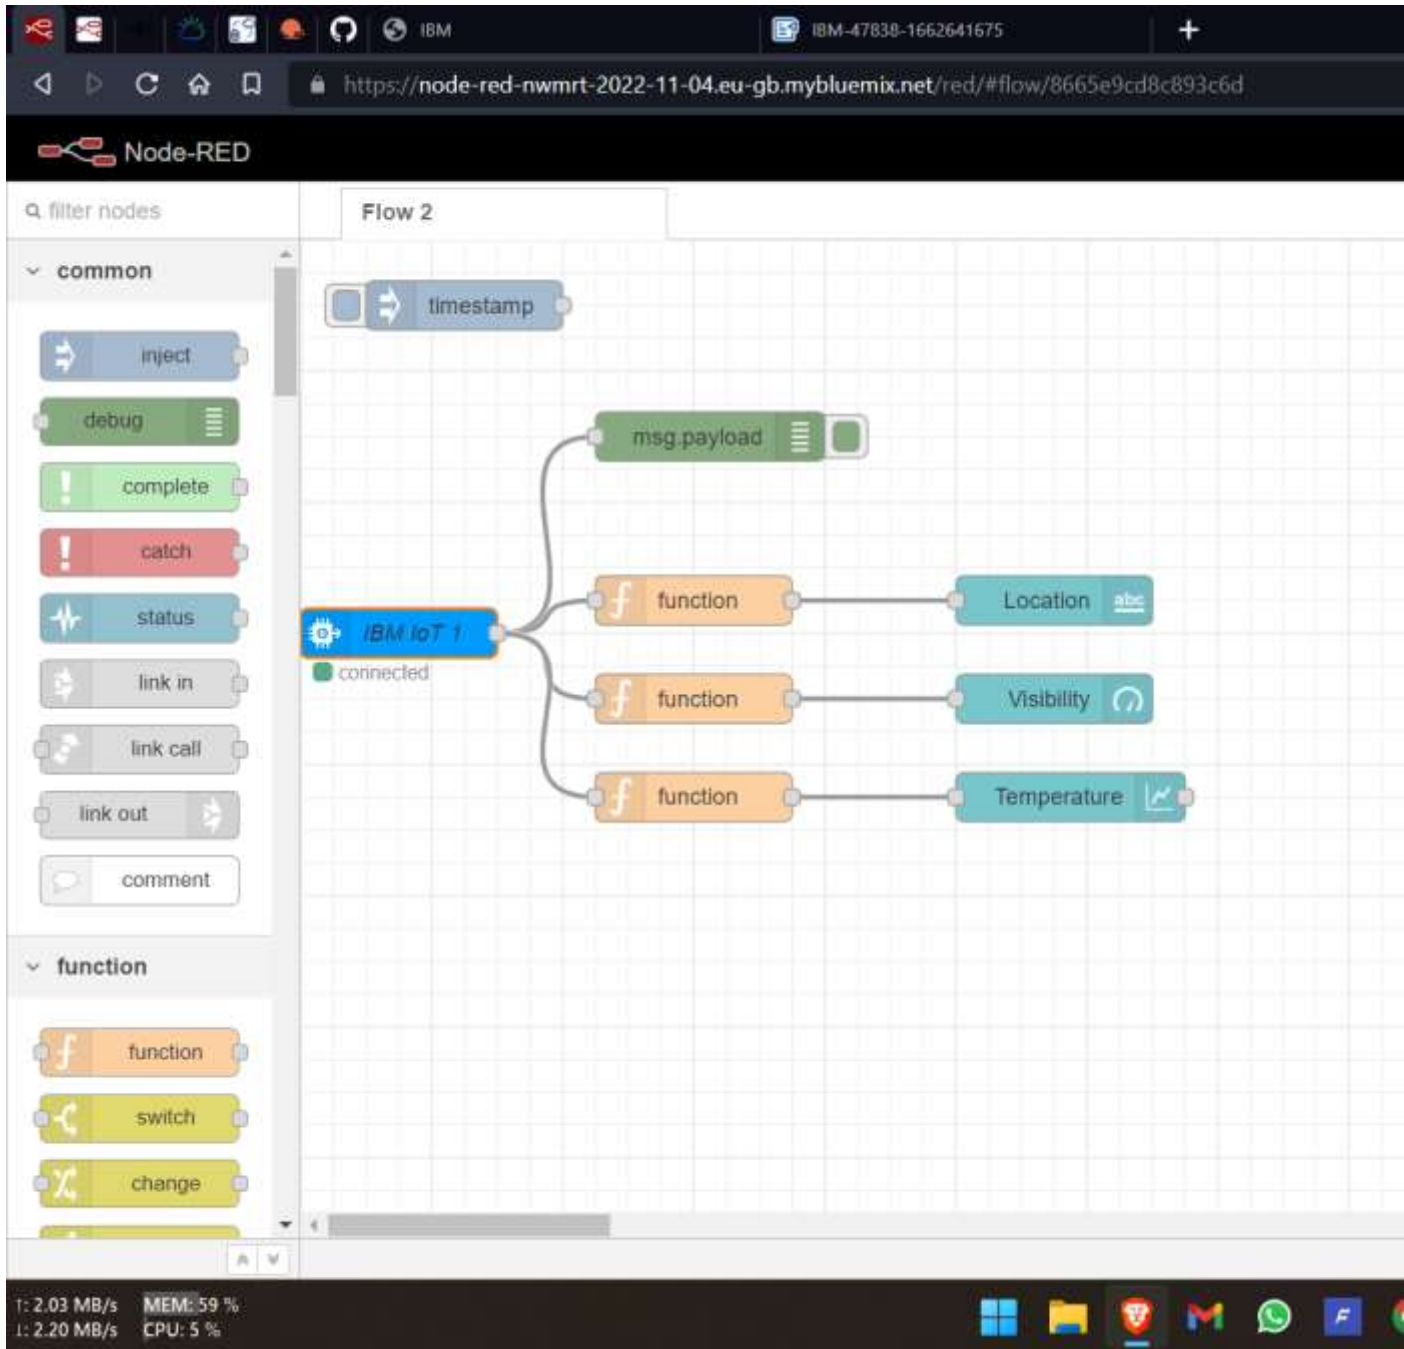 IBM
IBM-47838-1662641675
https://node-red-nwmrt-2022-11-04.eu-gb.mybluemix.net/red/#flow/8665e9cd8c893c6d
Node-RED
filter nodes
Flow 2
common
timestamp
inject
debug
msg.payload
complete
catch
function
Location
abc
status
IBM IoT 1
connected
link in
function
Visibility
link call
function
Temperature
link out
comment
function
function
switch
change
↑: 2.03 MB/s MEM: 59 %
↓: 2.20 MB/s CPU: 5 %